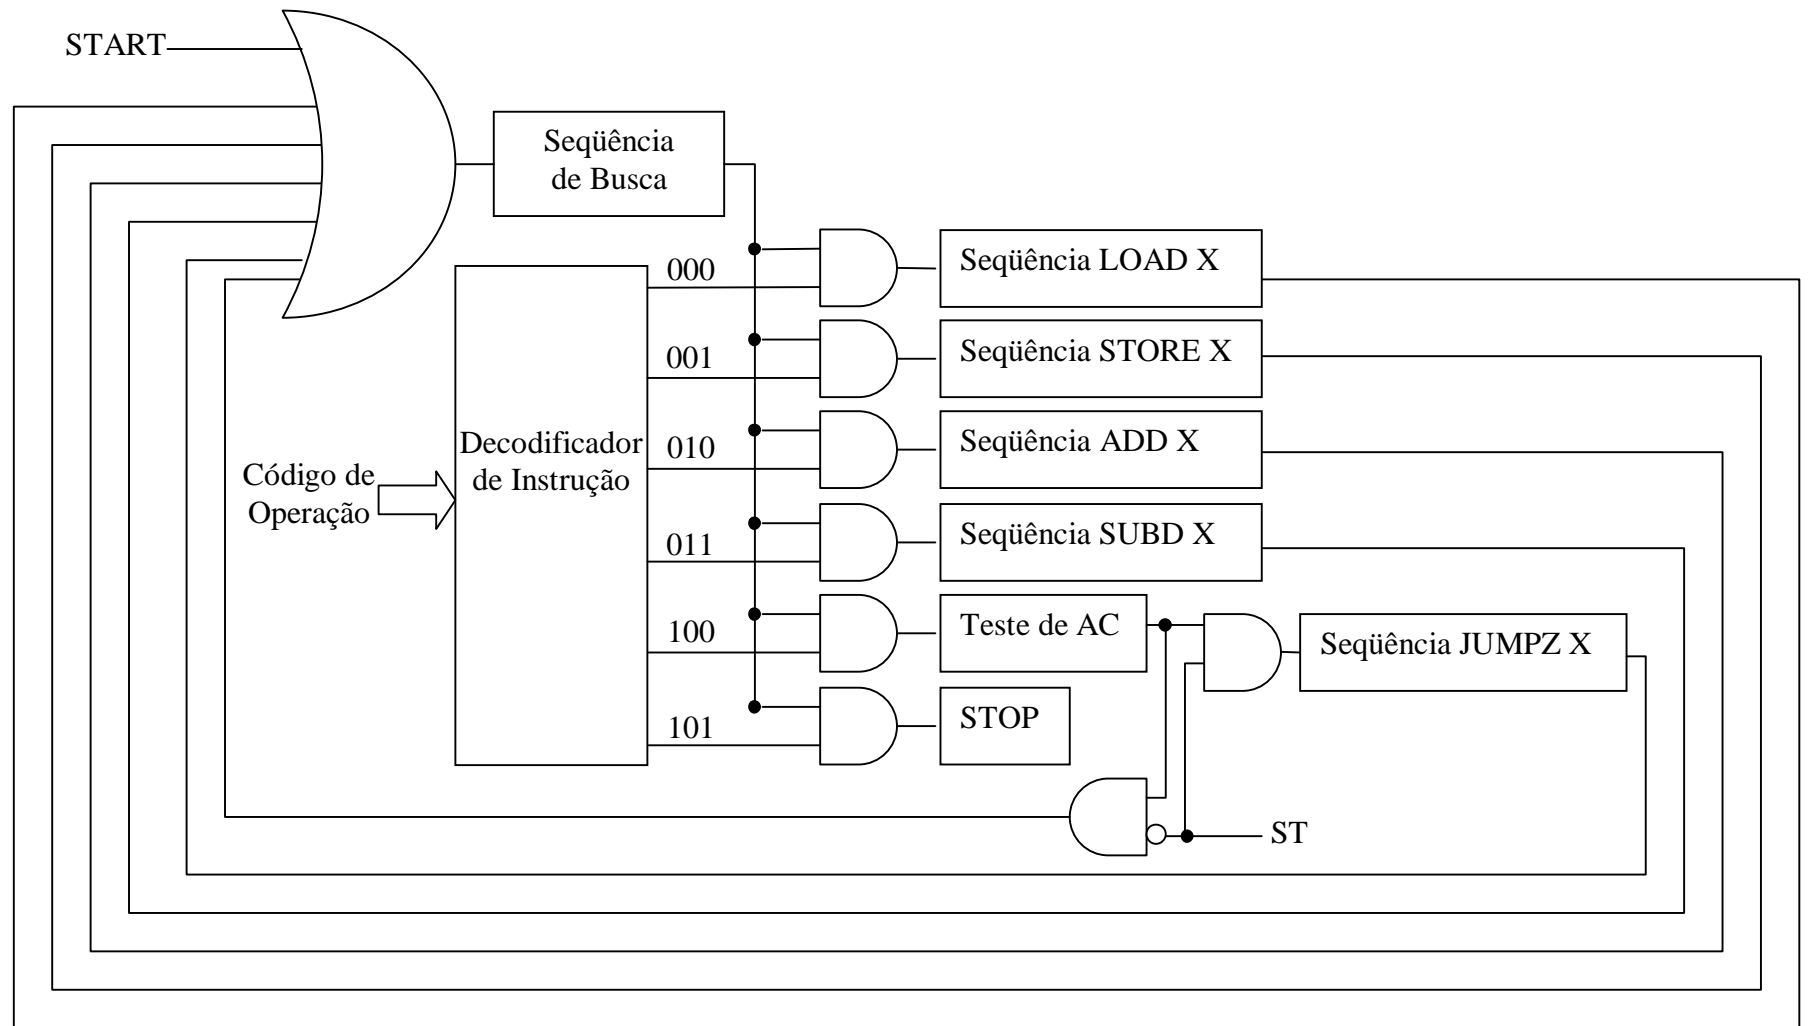 START
Seqüência
de Busca
000
Seqüência LOAD X
001
Seqüência STORE X
Decodificador
de Instrução
010
Seqüência ADD X
Código de
Operação
011
Seqüência SUBD X
100
Teste de AC
Seqüência JUMPZ X
101
STOP
ST